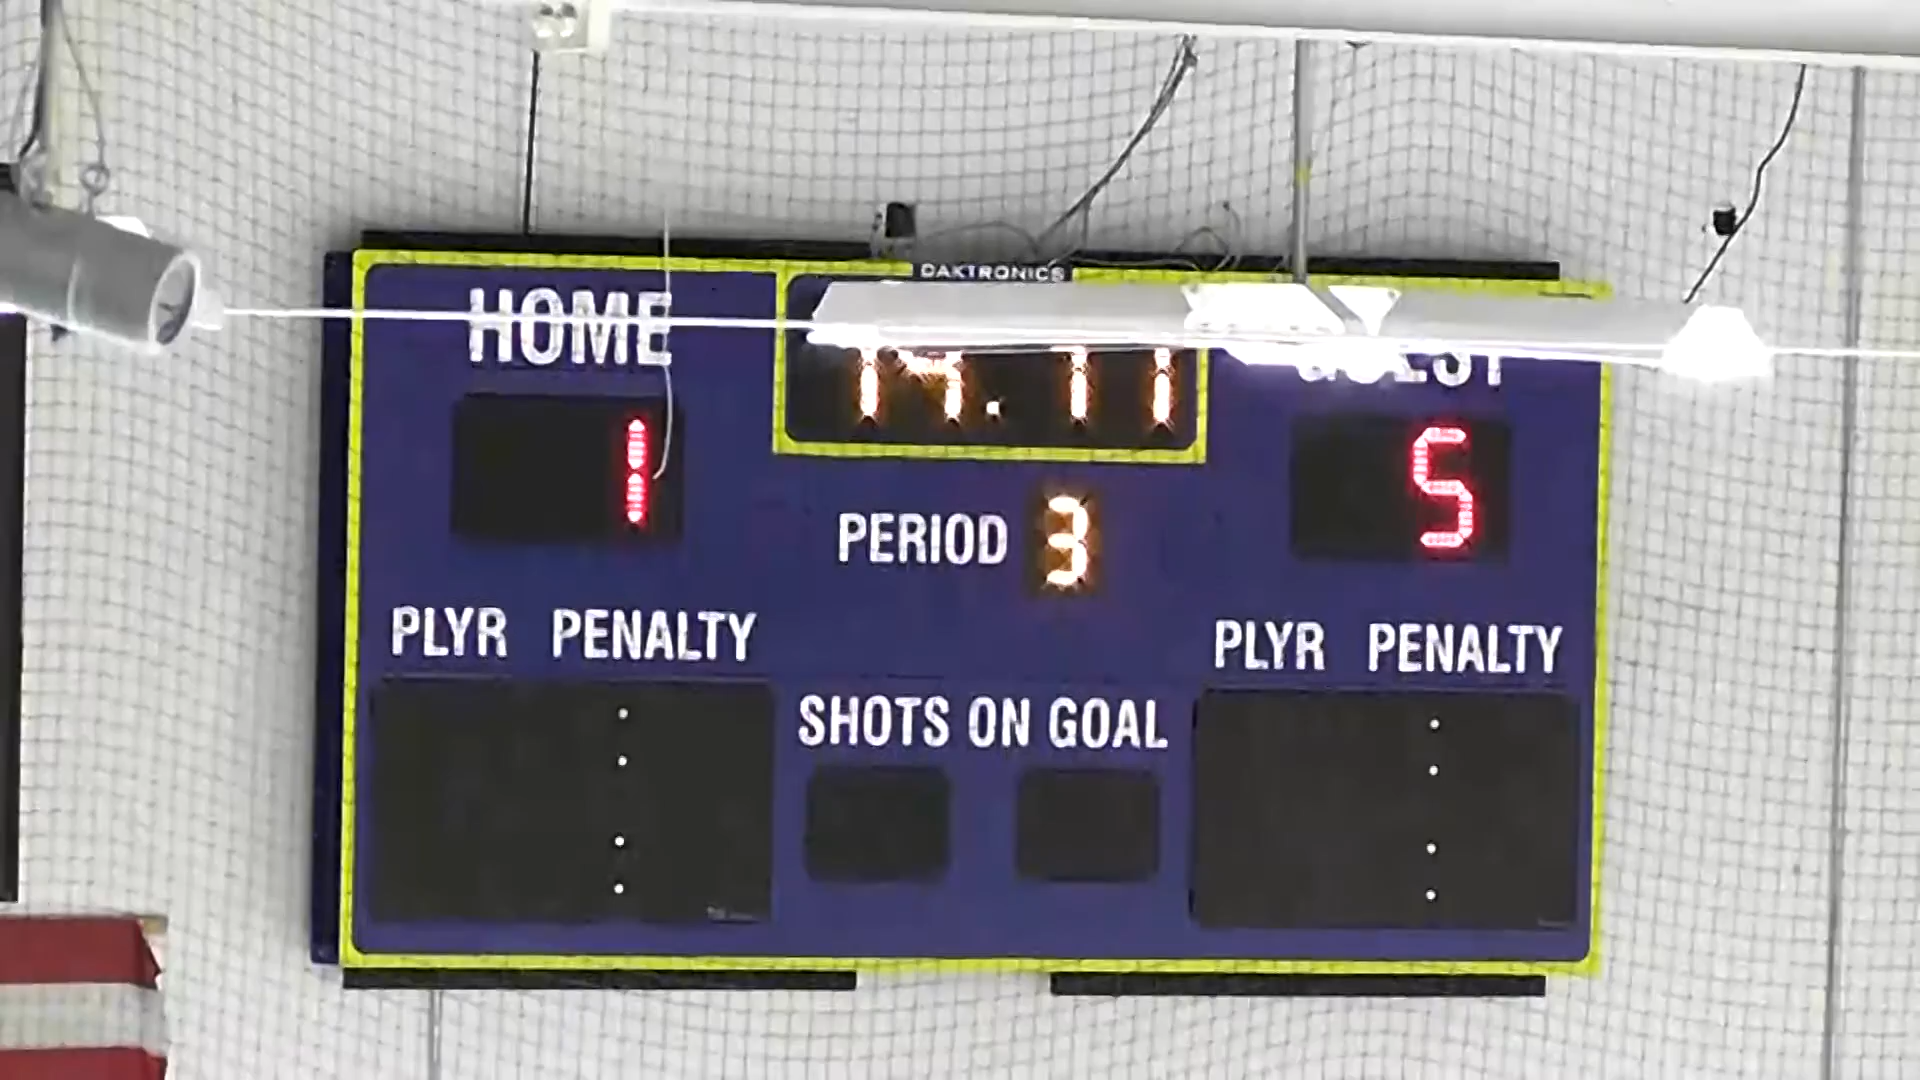 DAKTRONICS
HOME
1
PERIOD 3
5
PLYR PENALTY
PLYR PENALTY
SHOTS ON GOAL